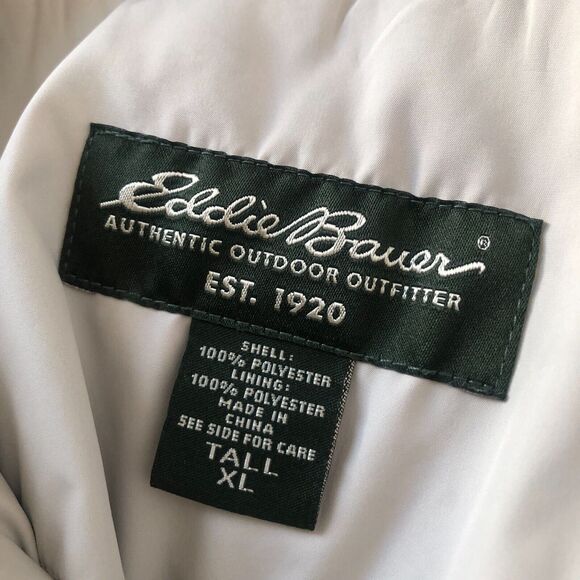 Eddie Bauer ®
AUTHENTIC OUTDOOR OUTFITTER
EST. 1920
SHELL:
100% POLYESTER
LINING:
100% POLYESTER
MADE IN
CHINA
SEE SIDE FOR CARE
TALL
XL